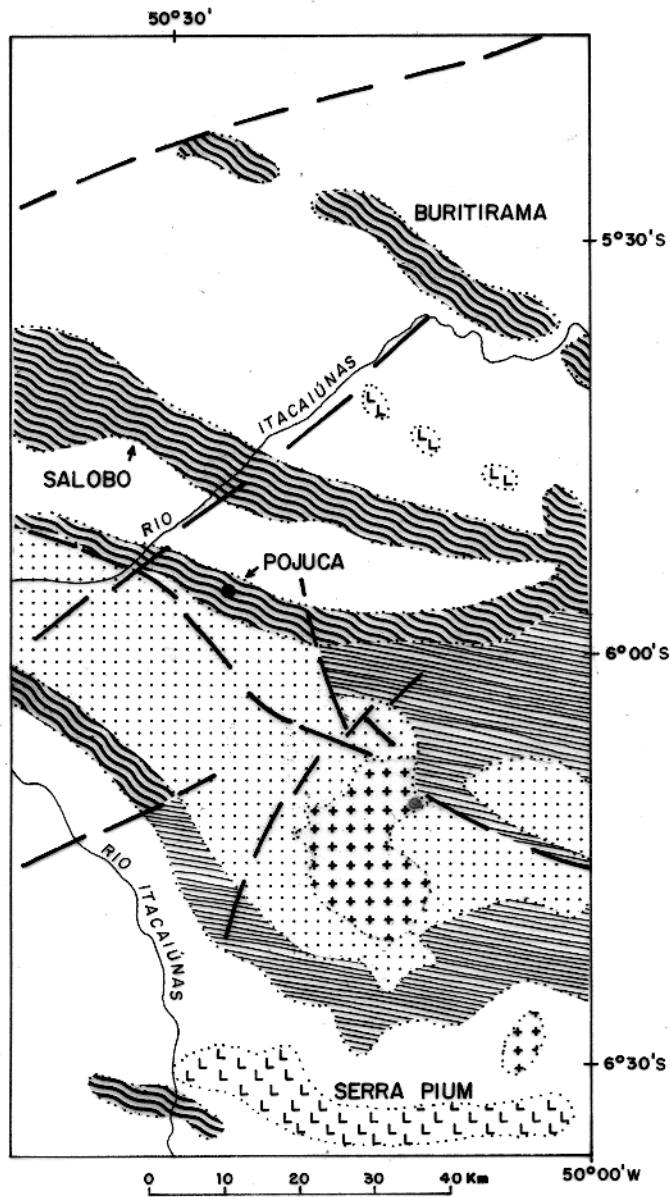 50°30'
BURITIRAMA
5°30'S
ITACAIÚNAS
SALOBO
RIO
POJUCA
6°00'S
RIO ITACAIÚNAS
6°30'S
SERRA PIUM
50°00'W
0 10 20 30 40 Km